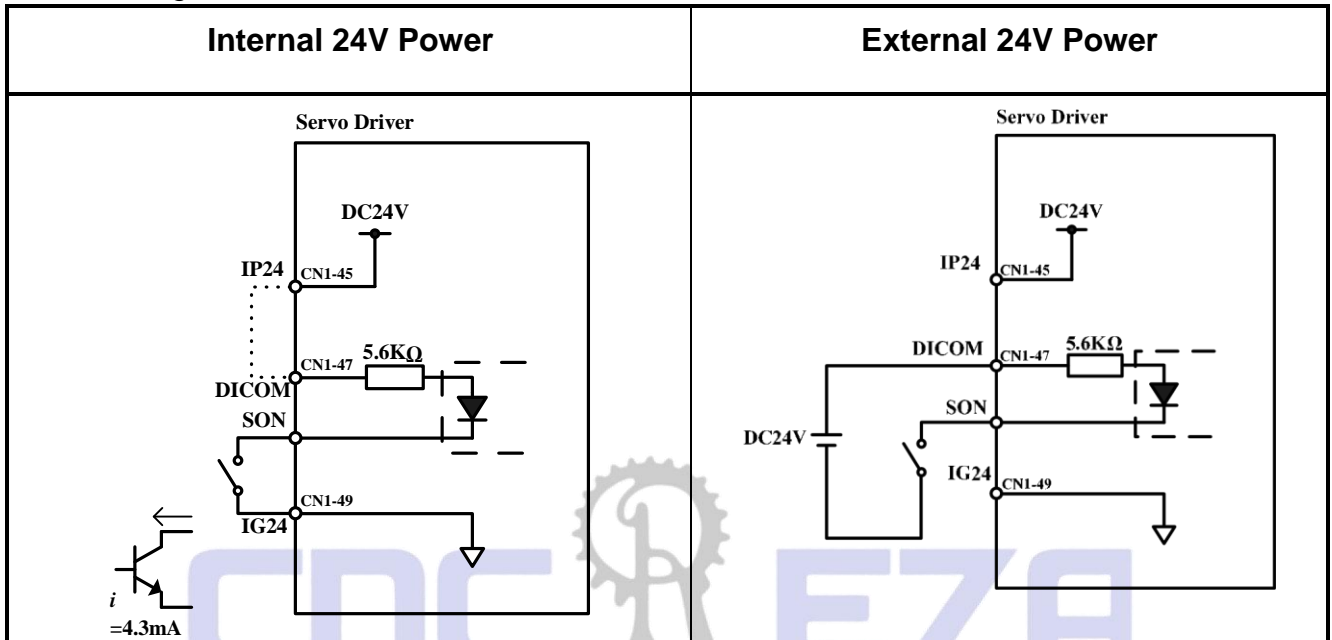 Internal 24V Power
External 24V Power
Servo Driver
DC24V
IP24
CN1-45
CN1-47
5.6KΩ
DICOM
SON
CN1-49
IG24
i
=4.3mA
Servo Driver
DC24V
IP24
CN1-45
DICOM
CN1-47
5.6KΩ
SON
DC24V
IG24
CN1-49